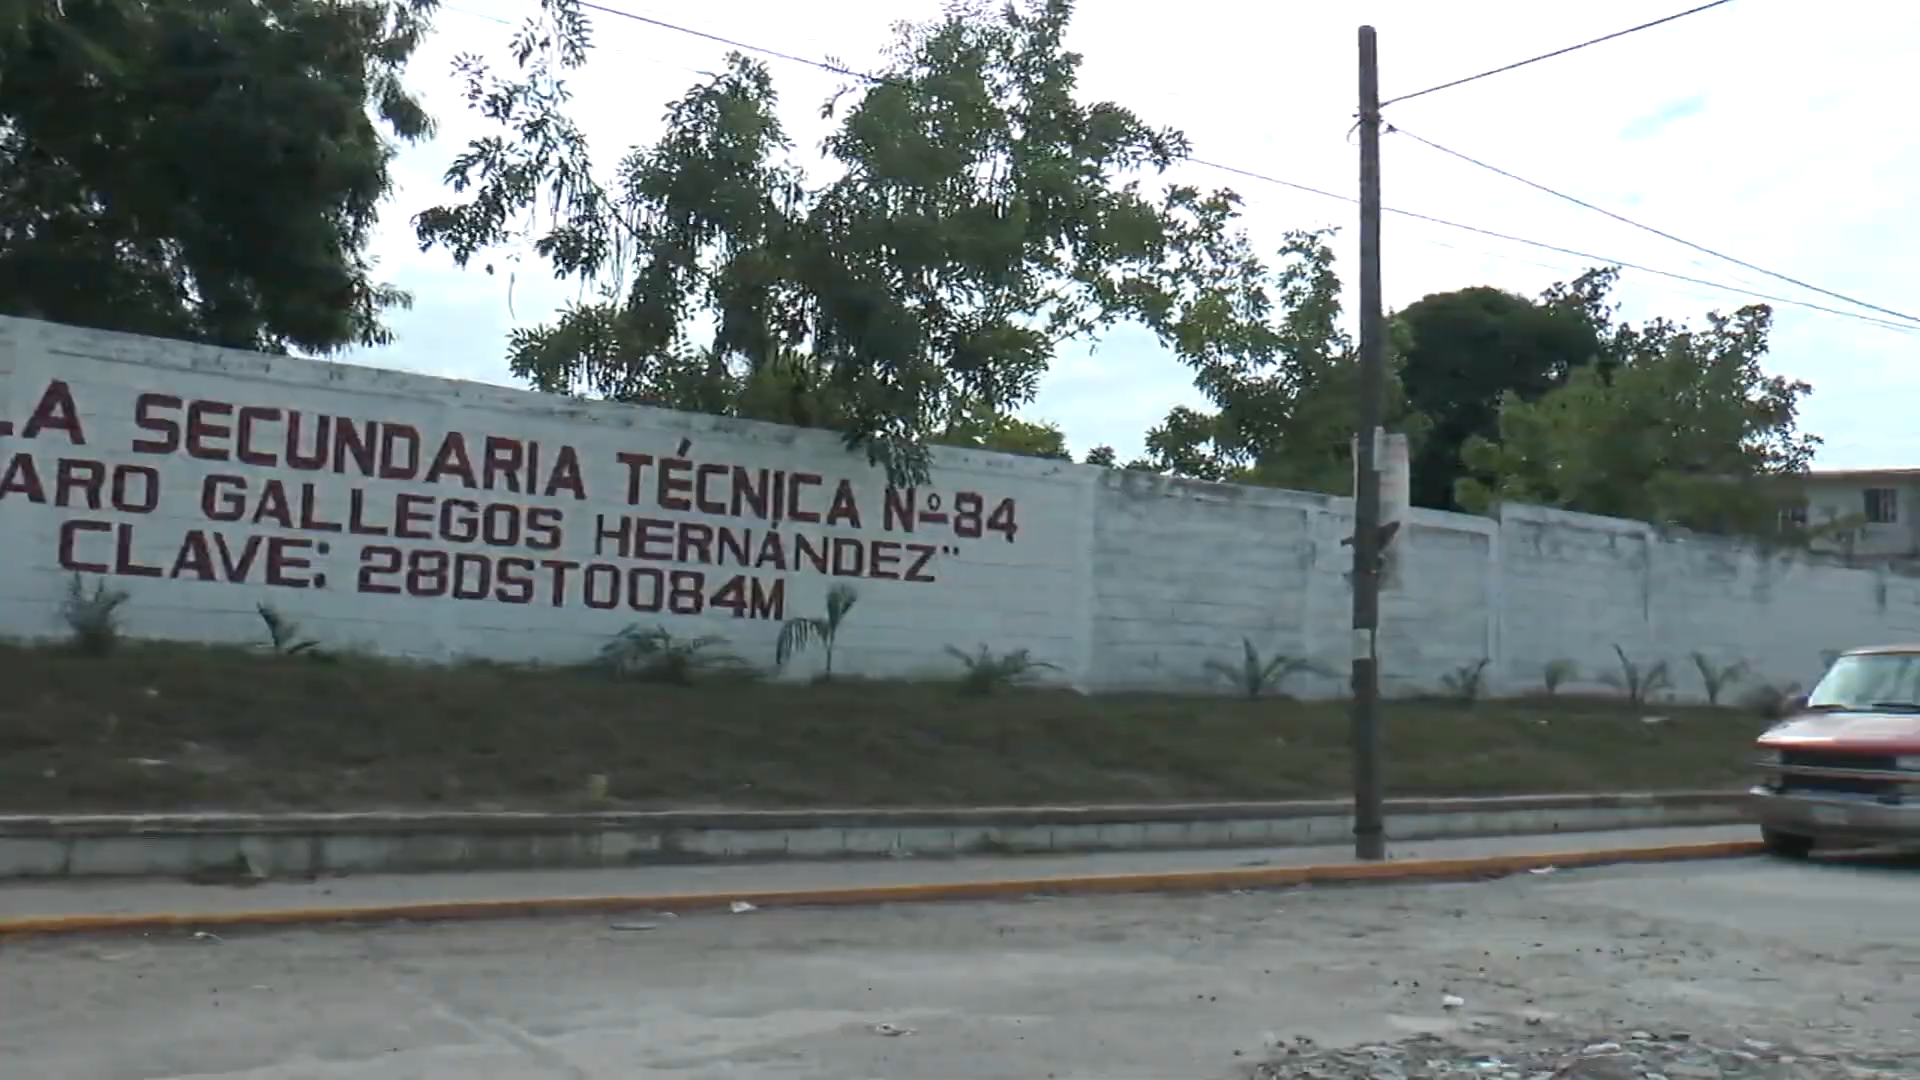 LA SECUNDARIA TÉCNICA Nº 84
ARO GALLEGOS HERNÁNDEZ"
CLAVE: 28DST0084M